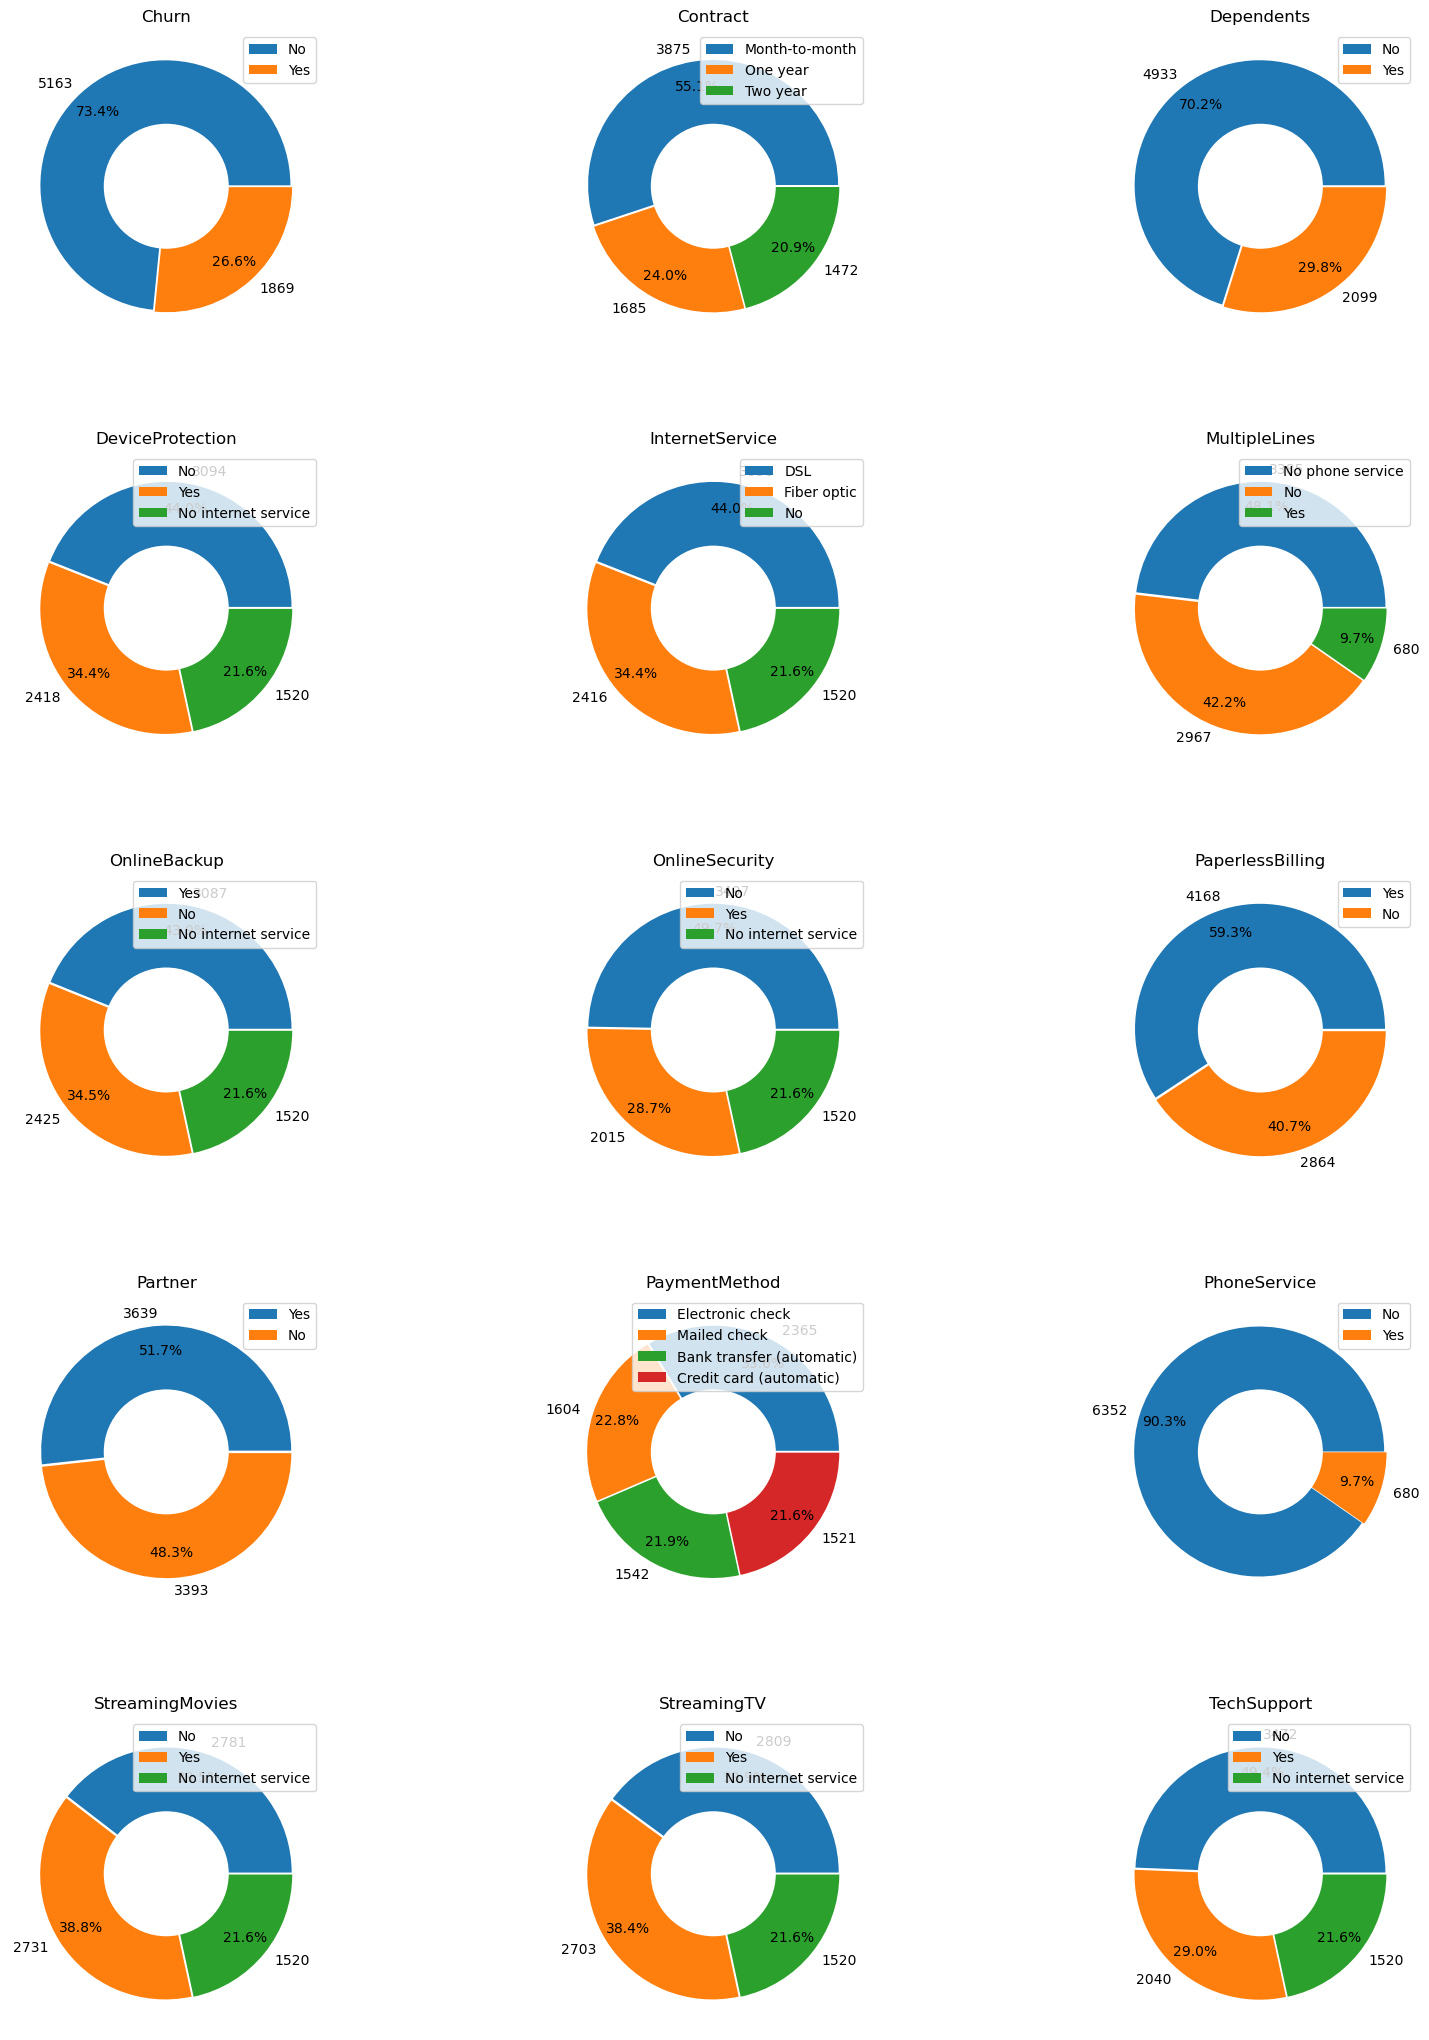 Churn
5163
73.4%
26.6%
1869
No
Yes
Contract
3875
24.0%
1685
20.9%
1472
Month-to-month
One year
Two year
Dependents
4933
70.2%
29.8%
2099
No
Yes
DeviceProtection
3094
34.4%
2418
21.6%
1520
No
Yes
No internet service
InternetService
44.0%
34.4%
2416
21.6%
1520
DSL
Fiber optic
No
MultipleLines
42.2%
2967
9.7%
680
No phone service
No
Yes
OnlineBackup
3087
34.5%
2425
21.6%
1520
Yes
No
No internet service
OnlineSecurity
28.7%
2015
21.6%
1520
No
Yes
No internet service
PaperlessBilling
4168
59.3%
40.7%
2864
Yes
No
Partner
3639
51.7%
48.3%
3393
Yes
No
PaymentMethod
2365
1604
22.8%
21.9%
1542
21.6%
1521
Electronic check
Mailed check
Bank transfer (automatic)
Credit card (automatic)
PhoneService
6352
90.3%
9.7%
680
No
Yes
StreamingMovies
2781
38.8%
2731
21.6%
1520
No
Yes
No internet service
StreamingTV
2809
38.4%
2703
21.6%
1520
No
Yes
No internet service
TechSupport
29.0%
2040
21.6%
1520
No
Yes
No internet service